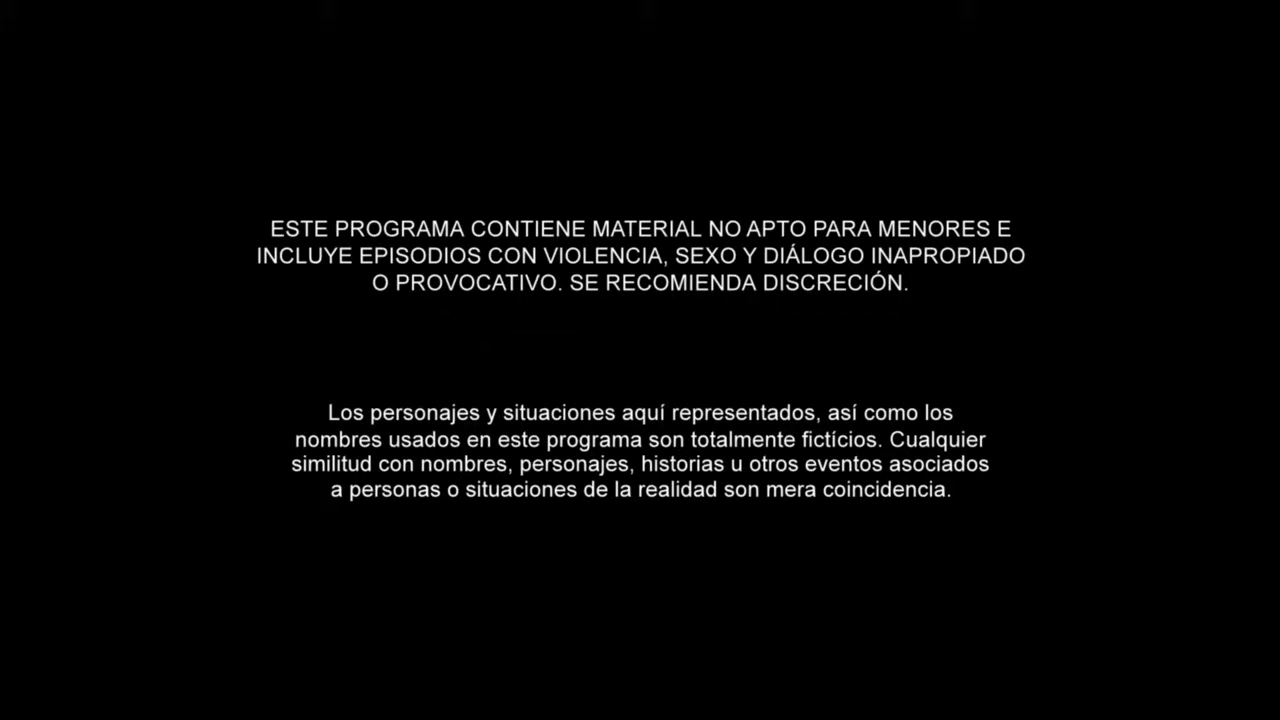 ESTE PROGRAMA CONTIENE MATERIAL NO APTO PARA MENORES E
INCLUYE EPISODIOS CON VIOLENCIA, SEXO Y DIÁLOGO INAPROPIADO
O PROVOCATIVO. SE RECOMIENDA DISCRECIÓN.
Los personajes y situaciones aquí representados, así como los
nombres usados en este programa son totalmente fictícios. Cualquier
similitud con nombres, personajes, historias u otros eventos asociados
a personas o situaciones de la realidad son mera coincidencia.